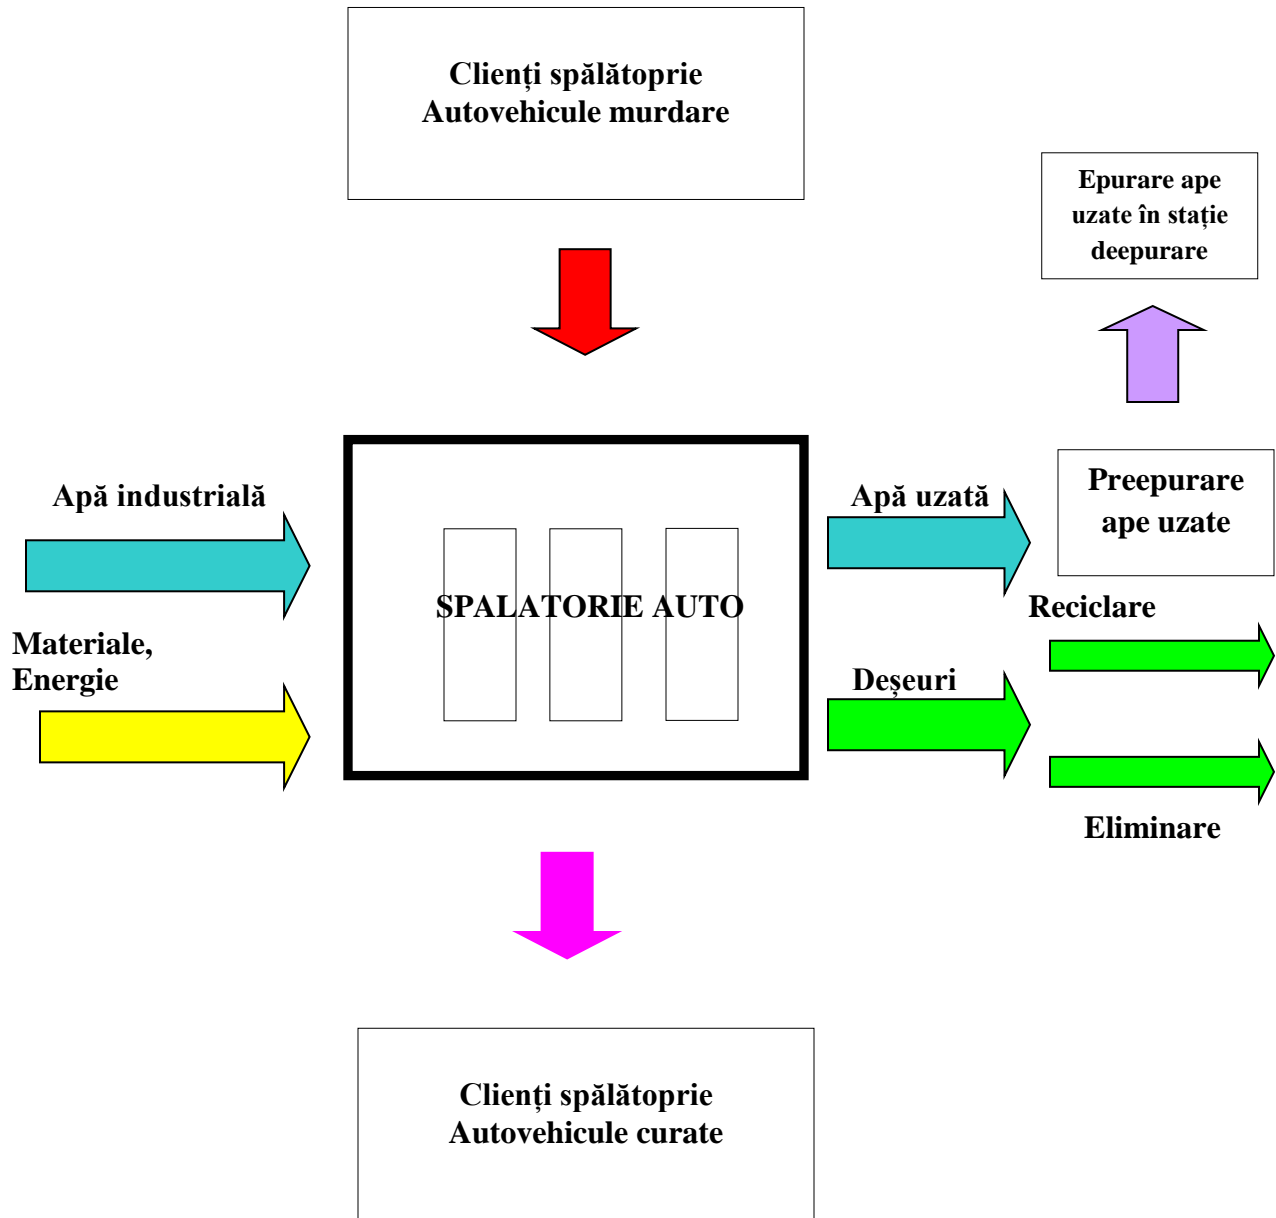 Clienți spălătoprie
Autovehicule murdare
Epurare ape
uzate în stație
deepurare
Apă industrială
Apă uzată
Preepurare
ape uzate
SPALATORIE AUTO
Reciclare
Materiale,
Energie
Deșeuri
Eliminare
Clienți spălătoprie
Autovehicule curate